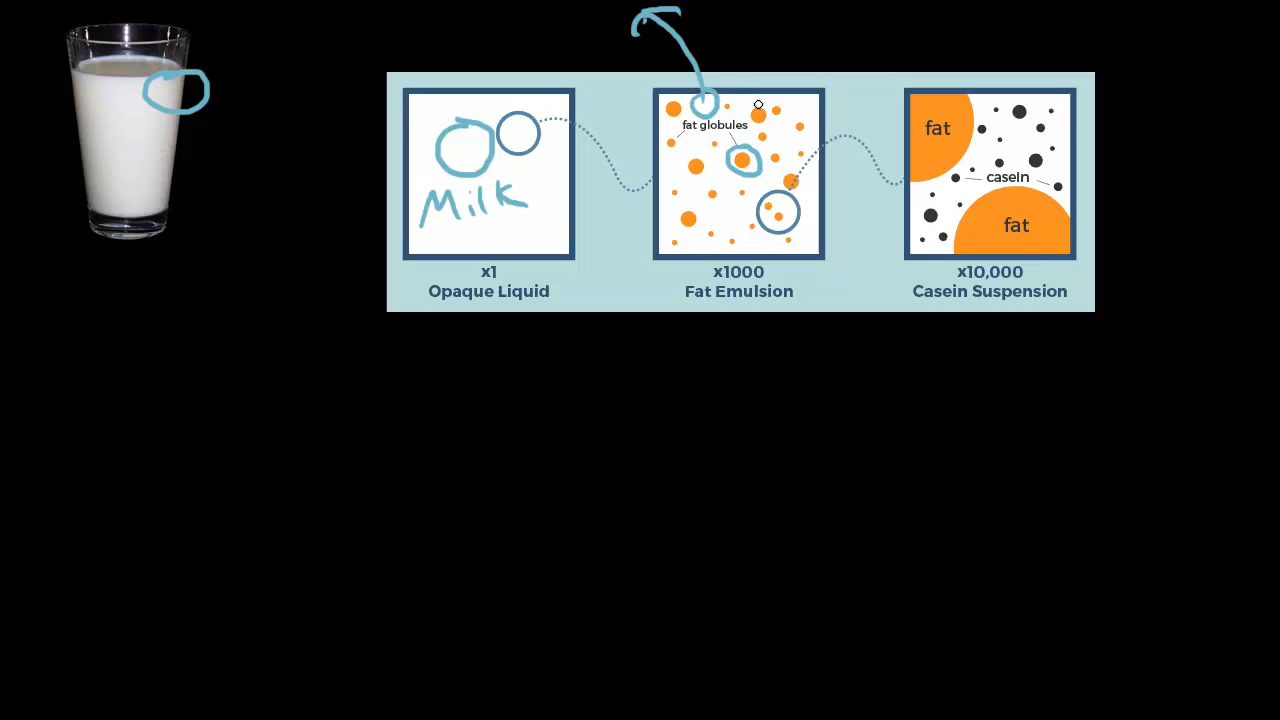 Milk
x1
Opaque Liquid
fat globules
x1000
Fat Emulsion
fat
casein
fat
x10,000
Casein Suspension